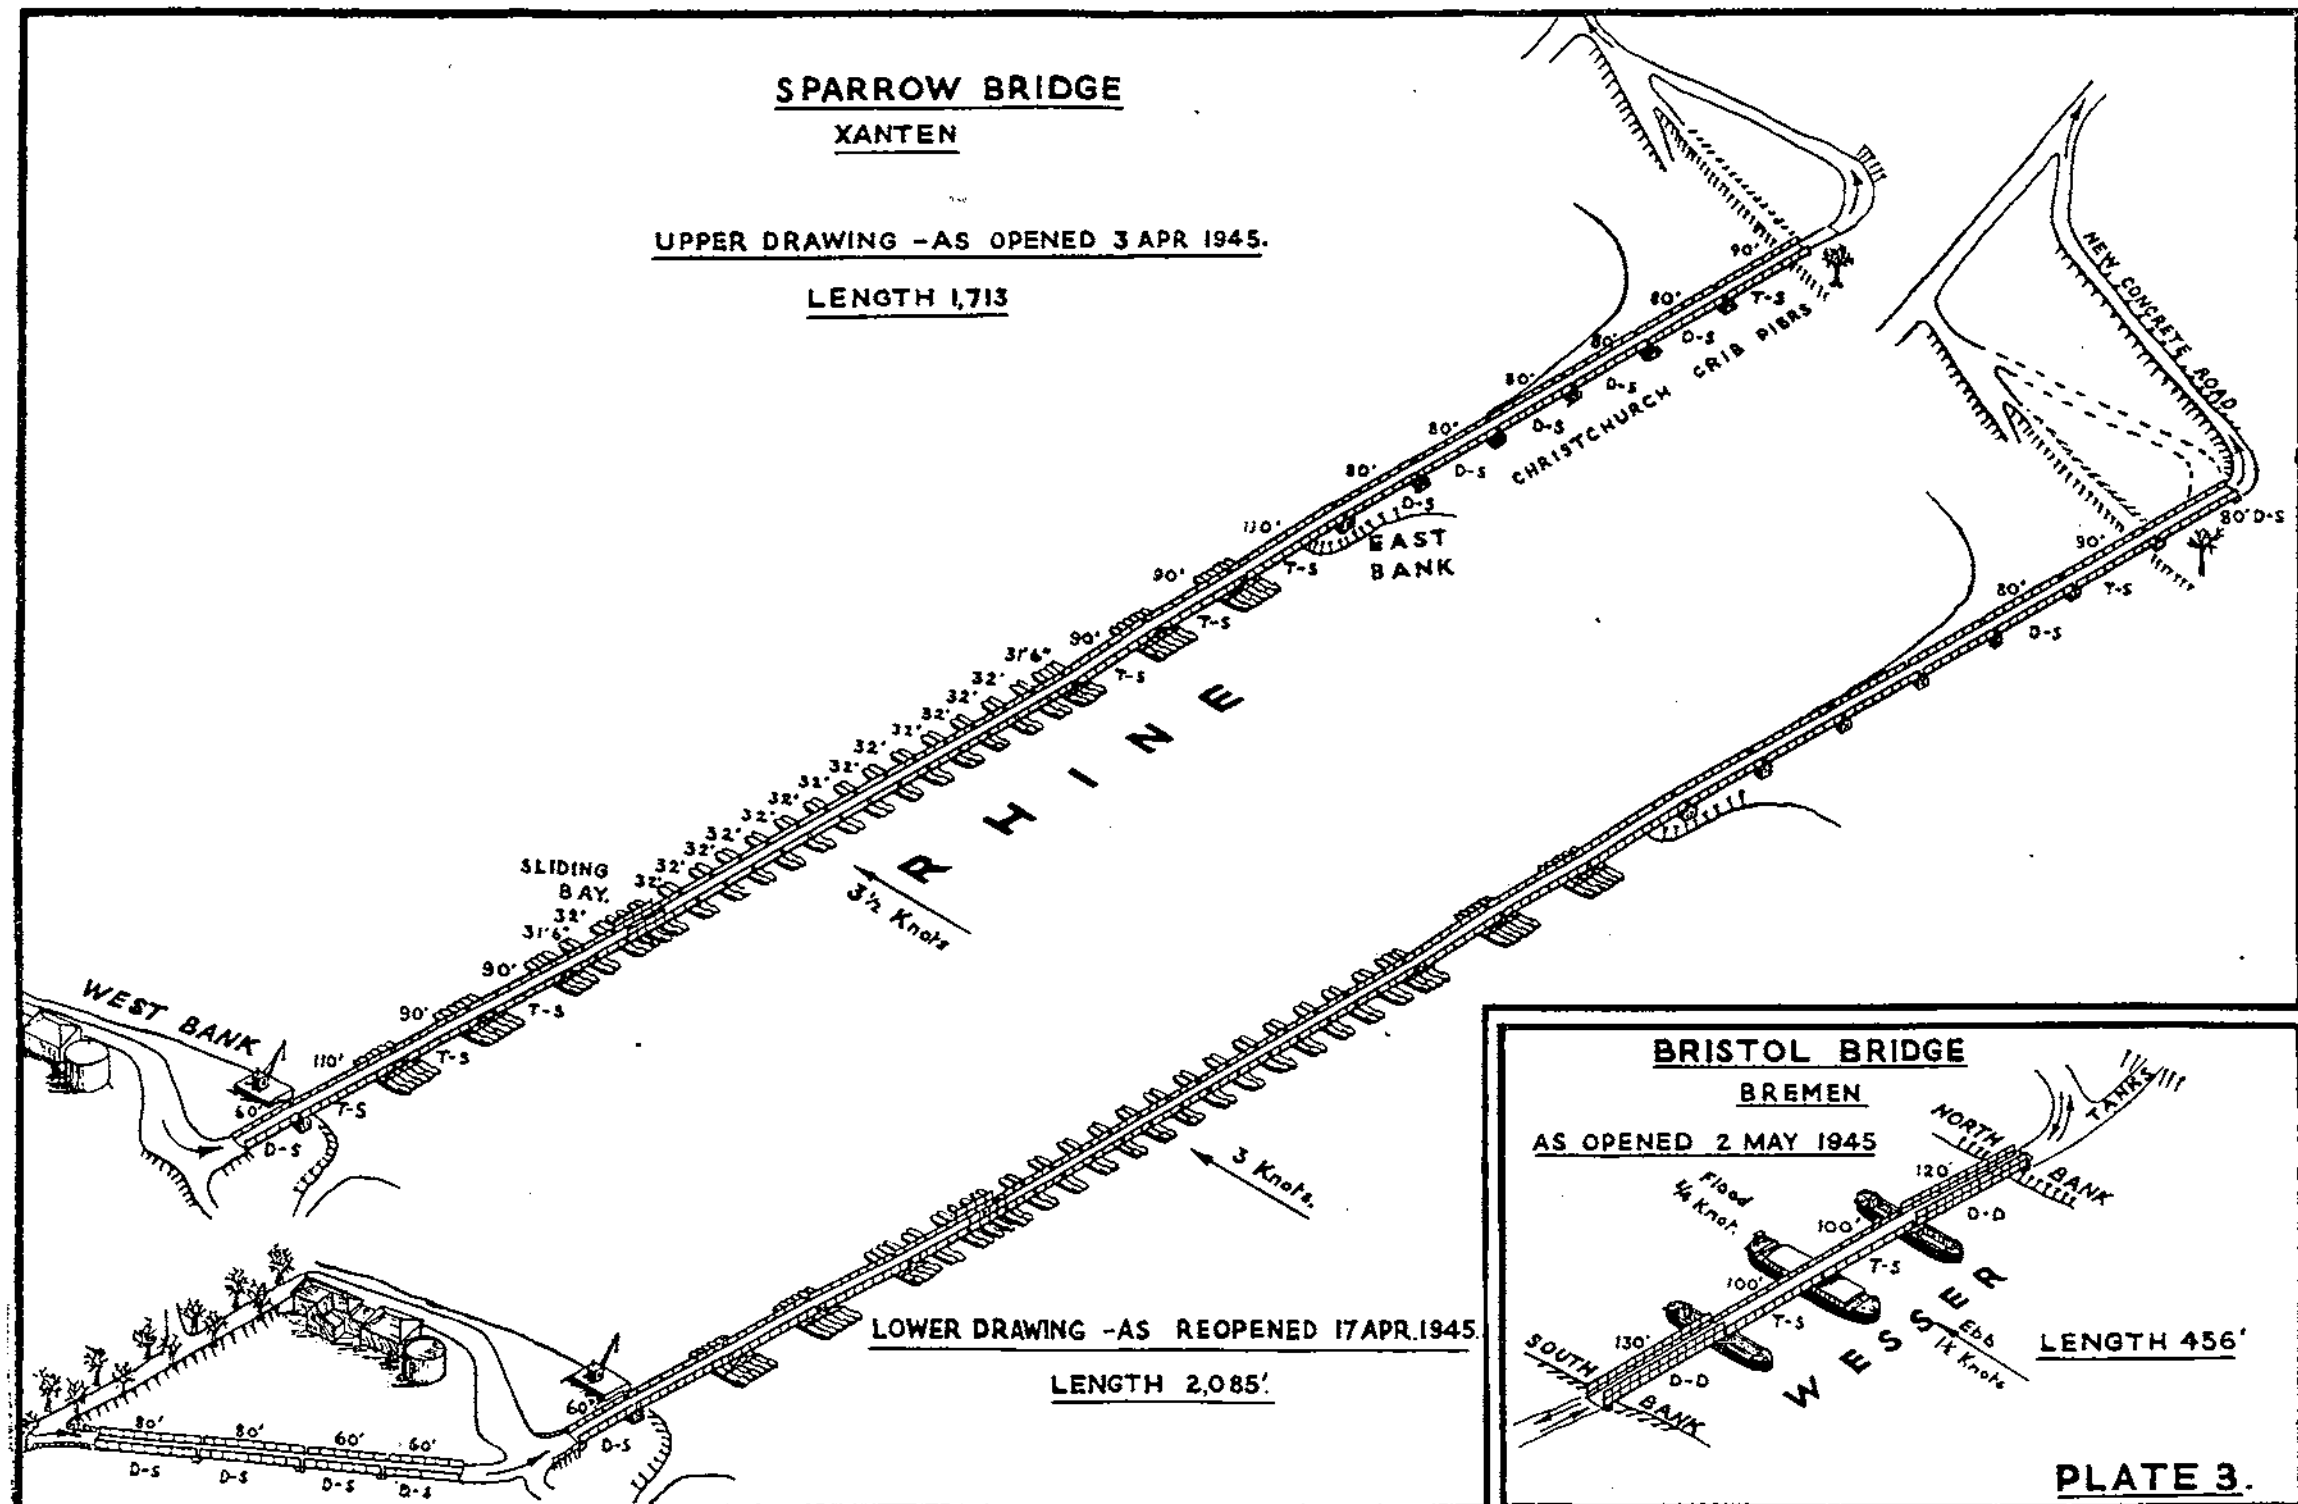 SPARROW BRIDGE
XANTEN
UPPER DRAWING - AS OPENED 3 APR 1945.
LENGTH 1,713
90'
T-S
80'
D-S
80'
D-S
80'
D-S
80'
D-S
80'
D-S
CHRISTCHURCH CRIB PIERS
110'
T-S
EAST
BANK
90'
T-S
90'
T-S
31'6"
32'
32'
32'
32'
32'
32'
32'
32'
32'
32'
32'
32'
32'
32'
SLIDING
BAY.
31'6"
90'
T-S
90'
T-S
110'
T-S
60'
D-S
WEST BANK
RHINE
3½ Knots
NEW CONCRETE ROAD
80' D-S
90'
T-S
80'
D-S
3 Knots.
60'
D-S
80'
80'
60'
60'
D-S
D-S
D-S
D-S
LOWER DRAWING - AS REOPENED 17 APR. 1945.
LENGTH 2,085'.
BRISTOL BRIDGE
BREMEN
AS OPENED 2 MAY 1945
TANKS
NORTH
BANK
Flood
¼ Knot.
120'
D-D
100'
T-S
100'
T-S
130'
D-D
SOUTH
BANK
WESSER
Ebb
Knots
LENGTH 456'
PLATE 3.